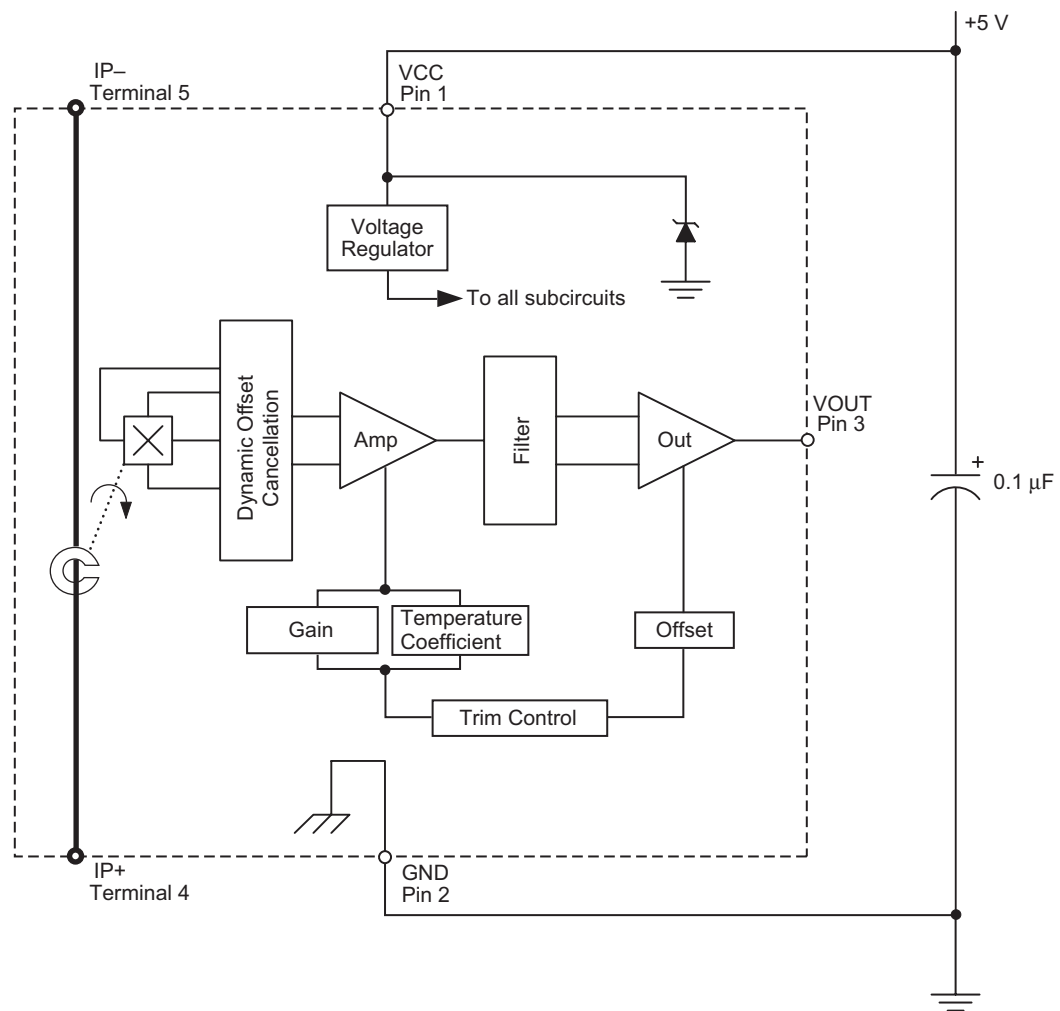 +5 V
IP–
Terminal 5
VCC
Pin 1
Voltage
Regulator
To all subcircuits
Dynamic Offset
Cancellation
Amp
Filter
Out
VOUT
Pin 3
+
0.1 µF
Gain
Temperature
Coefficient
Offset
Trim Control
IP+
Terminal 4
GND
Pin 2